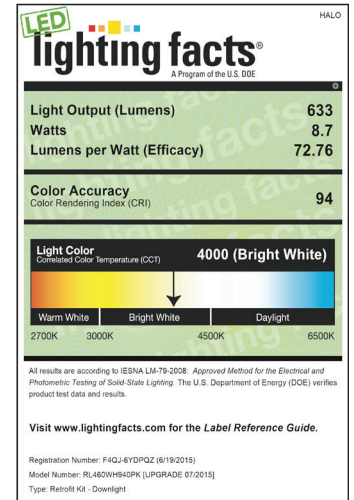 LED
HALO
lighting facts®
A Program of the U.S. DOE
Light Output (Lumens) 633
Watts 8.7
Lumens per Watt (Efficacy) 72.76
Color Accuracy
Color Rendering Index (CRI) 94
Light Color
Correlated Color Temperature (CCT) 4000 (Bright White)
Warm White Bright White Daylight
2700K 3000K 4500K 6500K
All results are according to IESNA LM-79-2008: Approved Method for the Electrical and
Photometric Testing of Solid-State Lighting. The U.S. Department of Energy (DOE) verifies
product test data and results.
Visit www.lightingfacts.com for the Label Reference Guide.
Registration Number: F4QJ-6YDPQZ (6/19/2015)
Model Number: RL460WH940PK [UPGRADE 07/2015]
Type: Retrofit Kit - Downlight